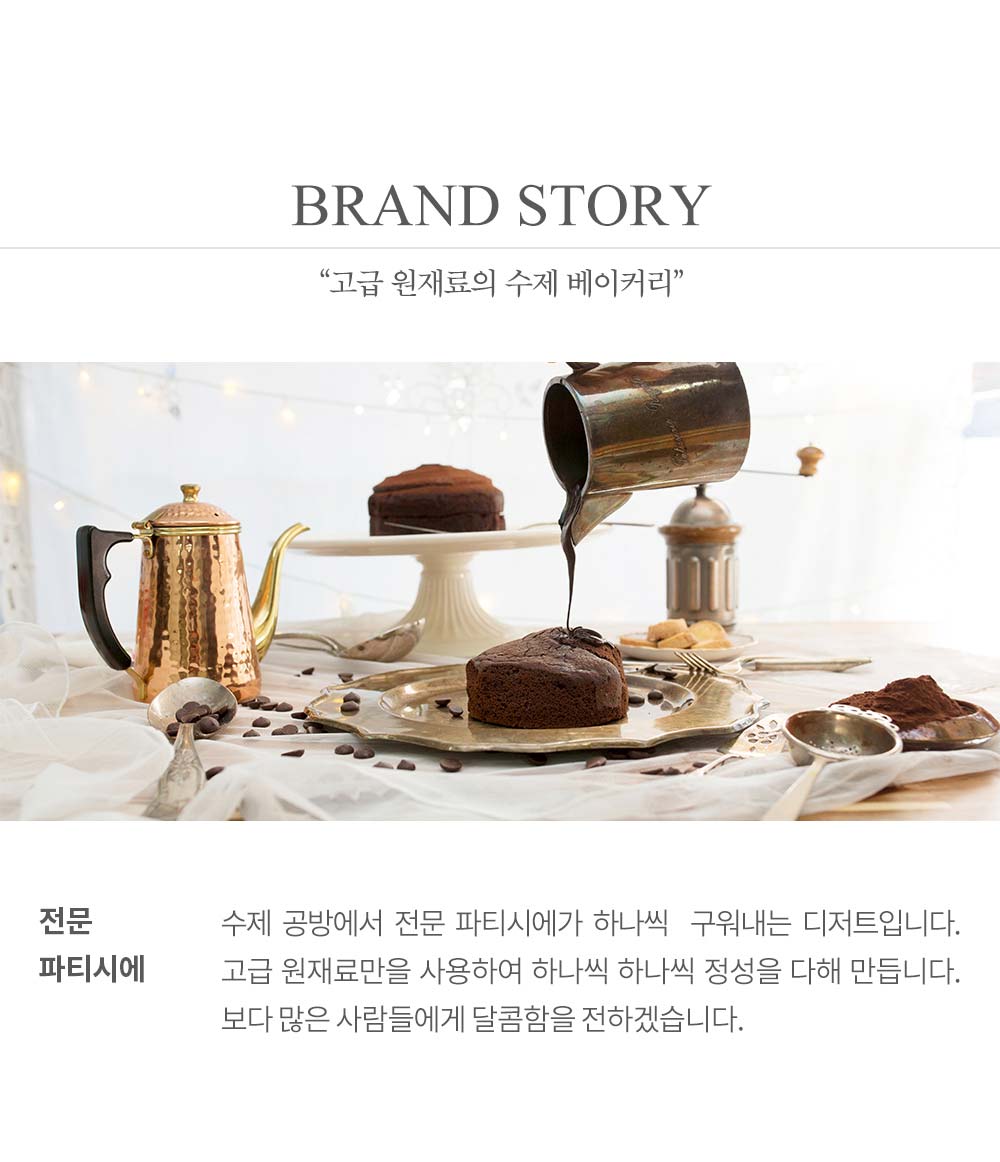 BRAND STORY
“고급 원재료의 수제 베이커리”
전문
파티시에
수제 공방에서 전문 파티시에가 하나씩 구워내는 디저트입니다.
고급 원재료만을 사용하여 하나씩 하나씩 정성을 다해 만듭니다.
보다 많은 사람들에게 달콤함을 전하겠습니다.